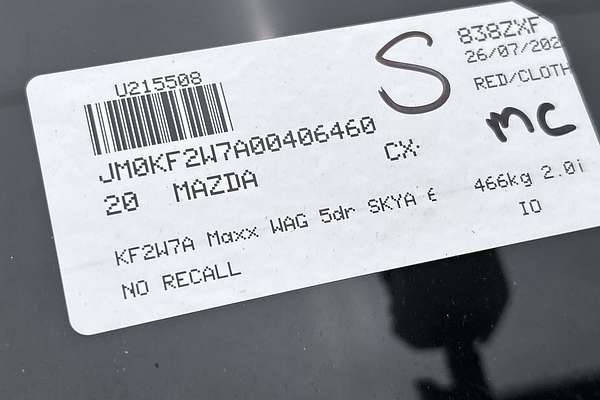 S
838ZXF
26/07/202
RED/CLOTH
MC
U215508
JM0KF2W7A00406460
20 MAZDA CX-
KF2W7A Maxx WAG 5dr SKYA 6 466kg 2.0i
NO RECALL IO